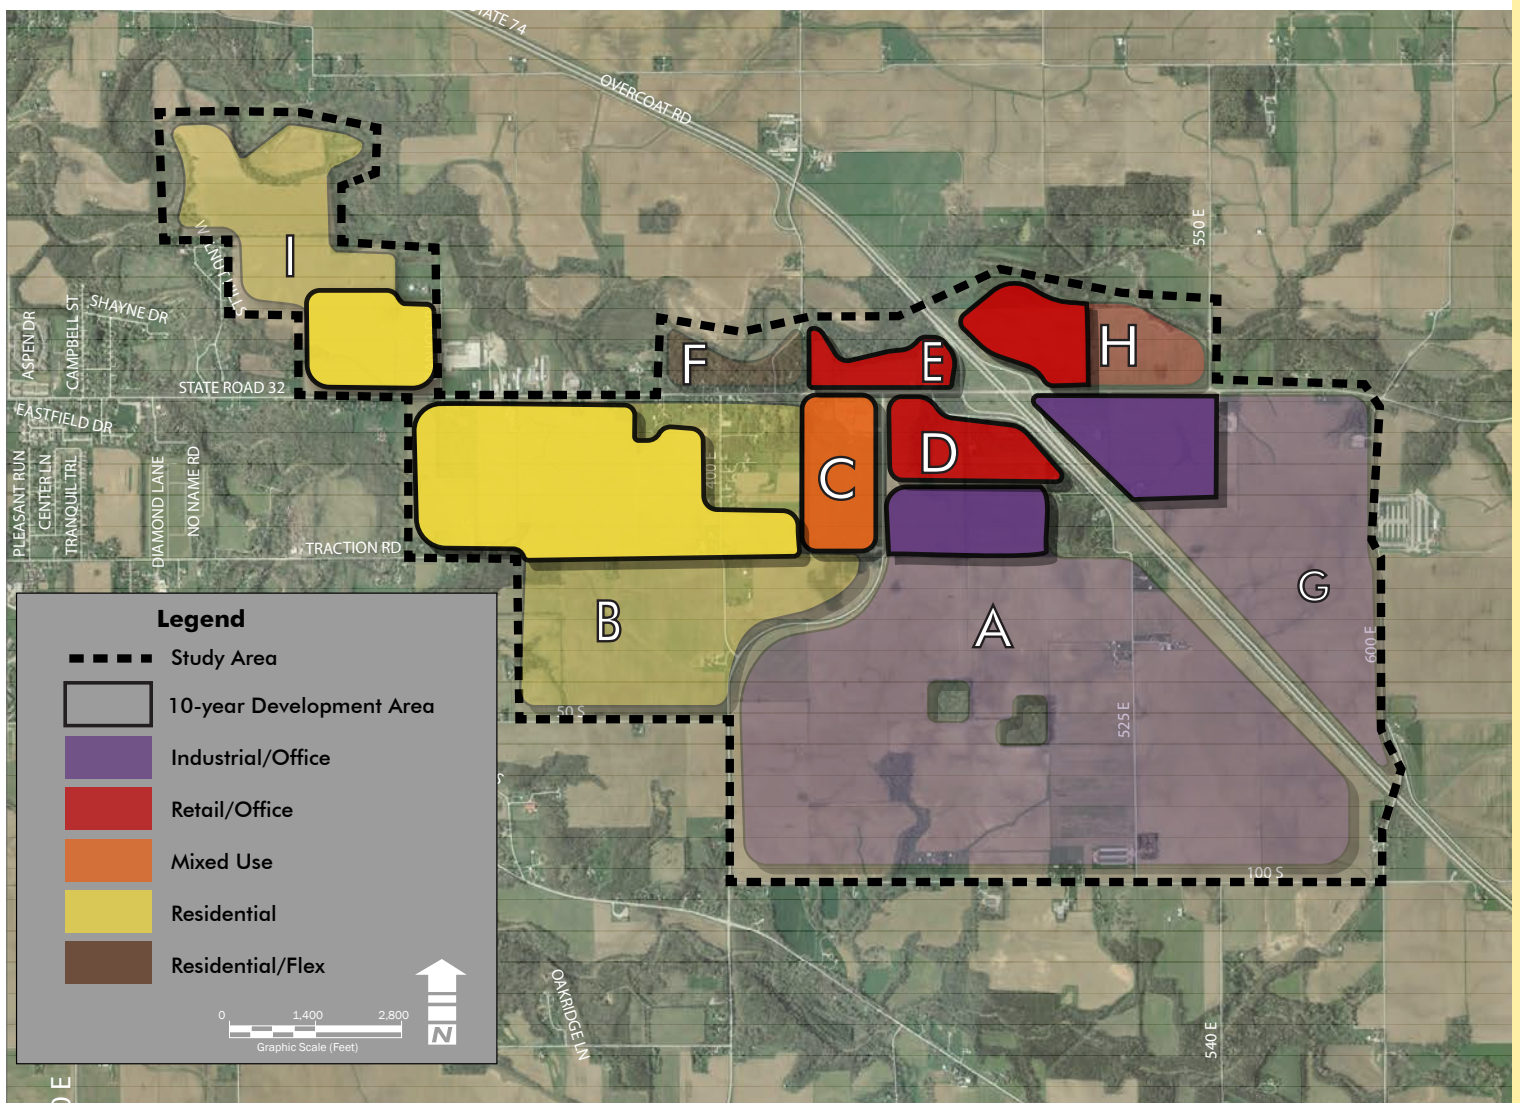 STATE 74
OVERCOAT RD
550 E
WALNUT HILLS
I
SHAYNE DR
CAMPBELL ST
ASPEN DR
STATE ROAD 32
F
E
H
EASTFIELD DR
PLEASANT RUN
CENTER LN
TRANQUIL TRL
DIAMOND LANE
NO NAME RD
TRACTION RD
400 E
C
D
G
B
A
600 E
50 S
525 E
100 S
Legend
Study Area
10-year Development Area
Industrial/Office
Retail/Office
Mixed Use
Residential
Residential/Flex
0 1,400 2,800
Graphic Scale (Feet)
N
OAKRIDGE LN
540 E
0 E